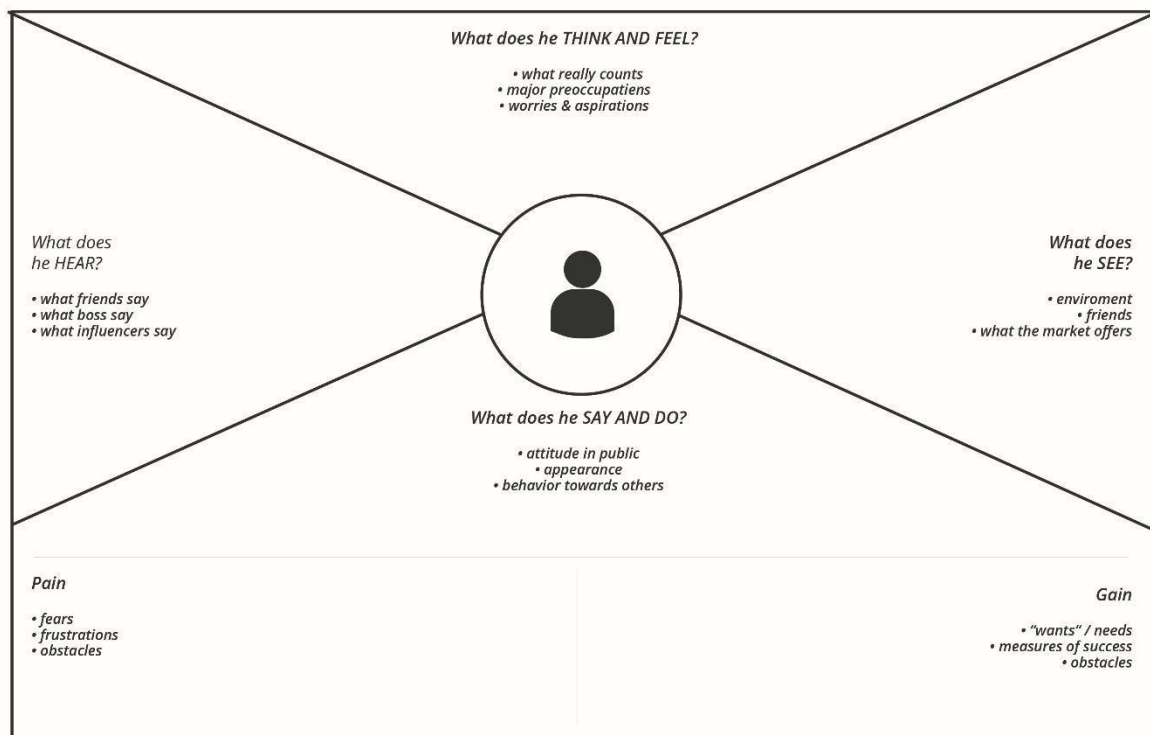 What does he THINK AND FEEL?
• what really counts
• major preoccupatiens
• worries & aspirations
What does
he HEAR?
• what friends say
• what boss say
• what influencers say
What does
he SEE?
• enviroment
• friends
• what the market offers
What does he SAY AND DO?
• attitude in public
• appearance
• behavior towards others
Pain
• fears
• frustrations
• obstacles
Gain
• “wants“ / needs
• measures of success
• obstacles